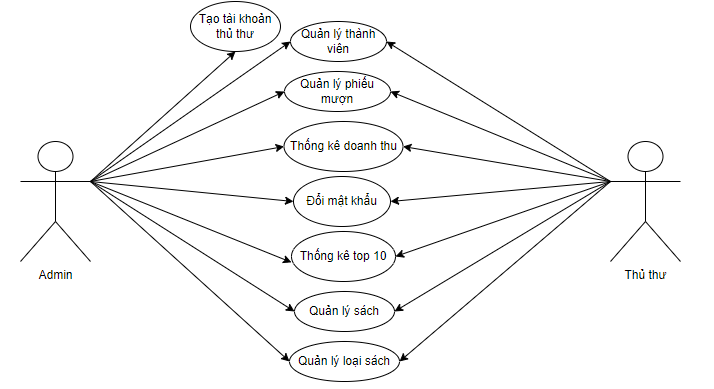 Tạo tài khoản
thủ thư
Quản lý thành
viên
Quản lý phiếu
mượn
Thống kê doanh thu
Đổi mật khẩu
Thống kê top 10
Quản lý sách
Quản lý loại sách
Admin
Thủ thư